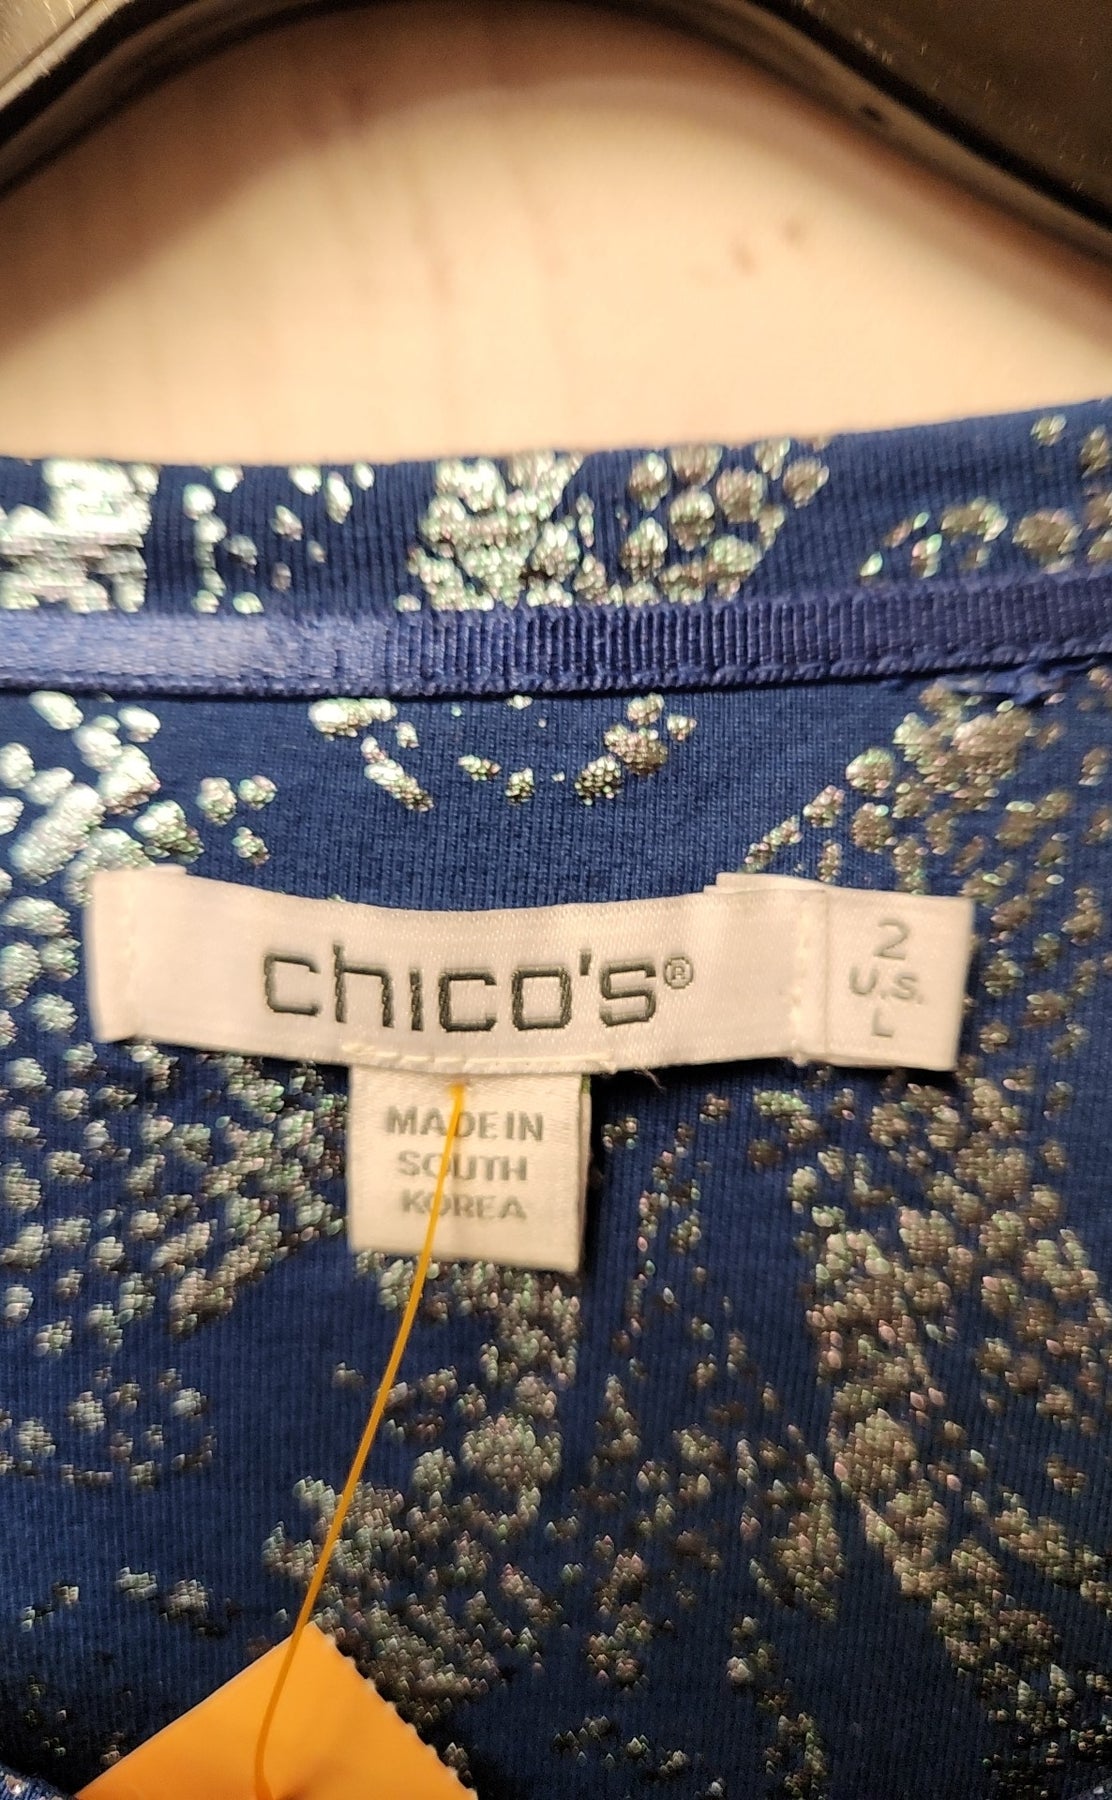 chico's®
2
U.S.
L
MADE IN
SOUTH
KOREA